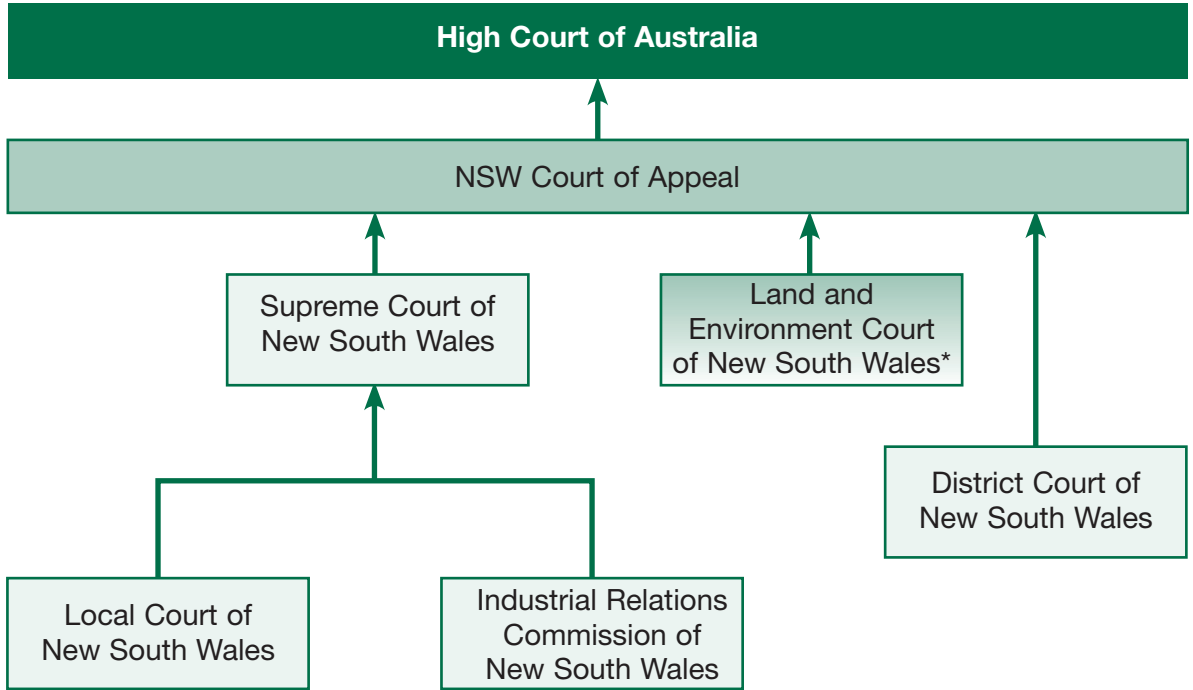 High Court of Australia
NSW Court of Appeal
Supreme Court of
New South Wales
Land and
Environment Court
of New South Wales*
District Court of
New South Wales
Local Court of
New South Wales
Industrial Relations
Commission of
New South Wales